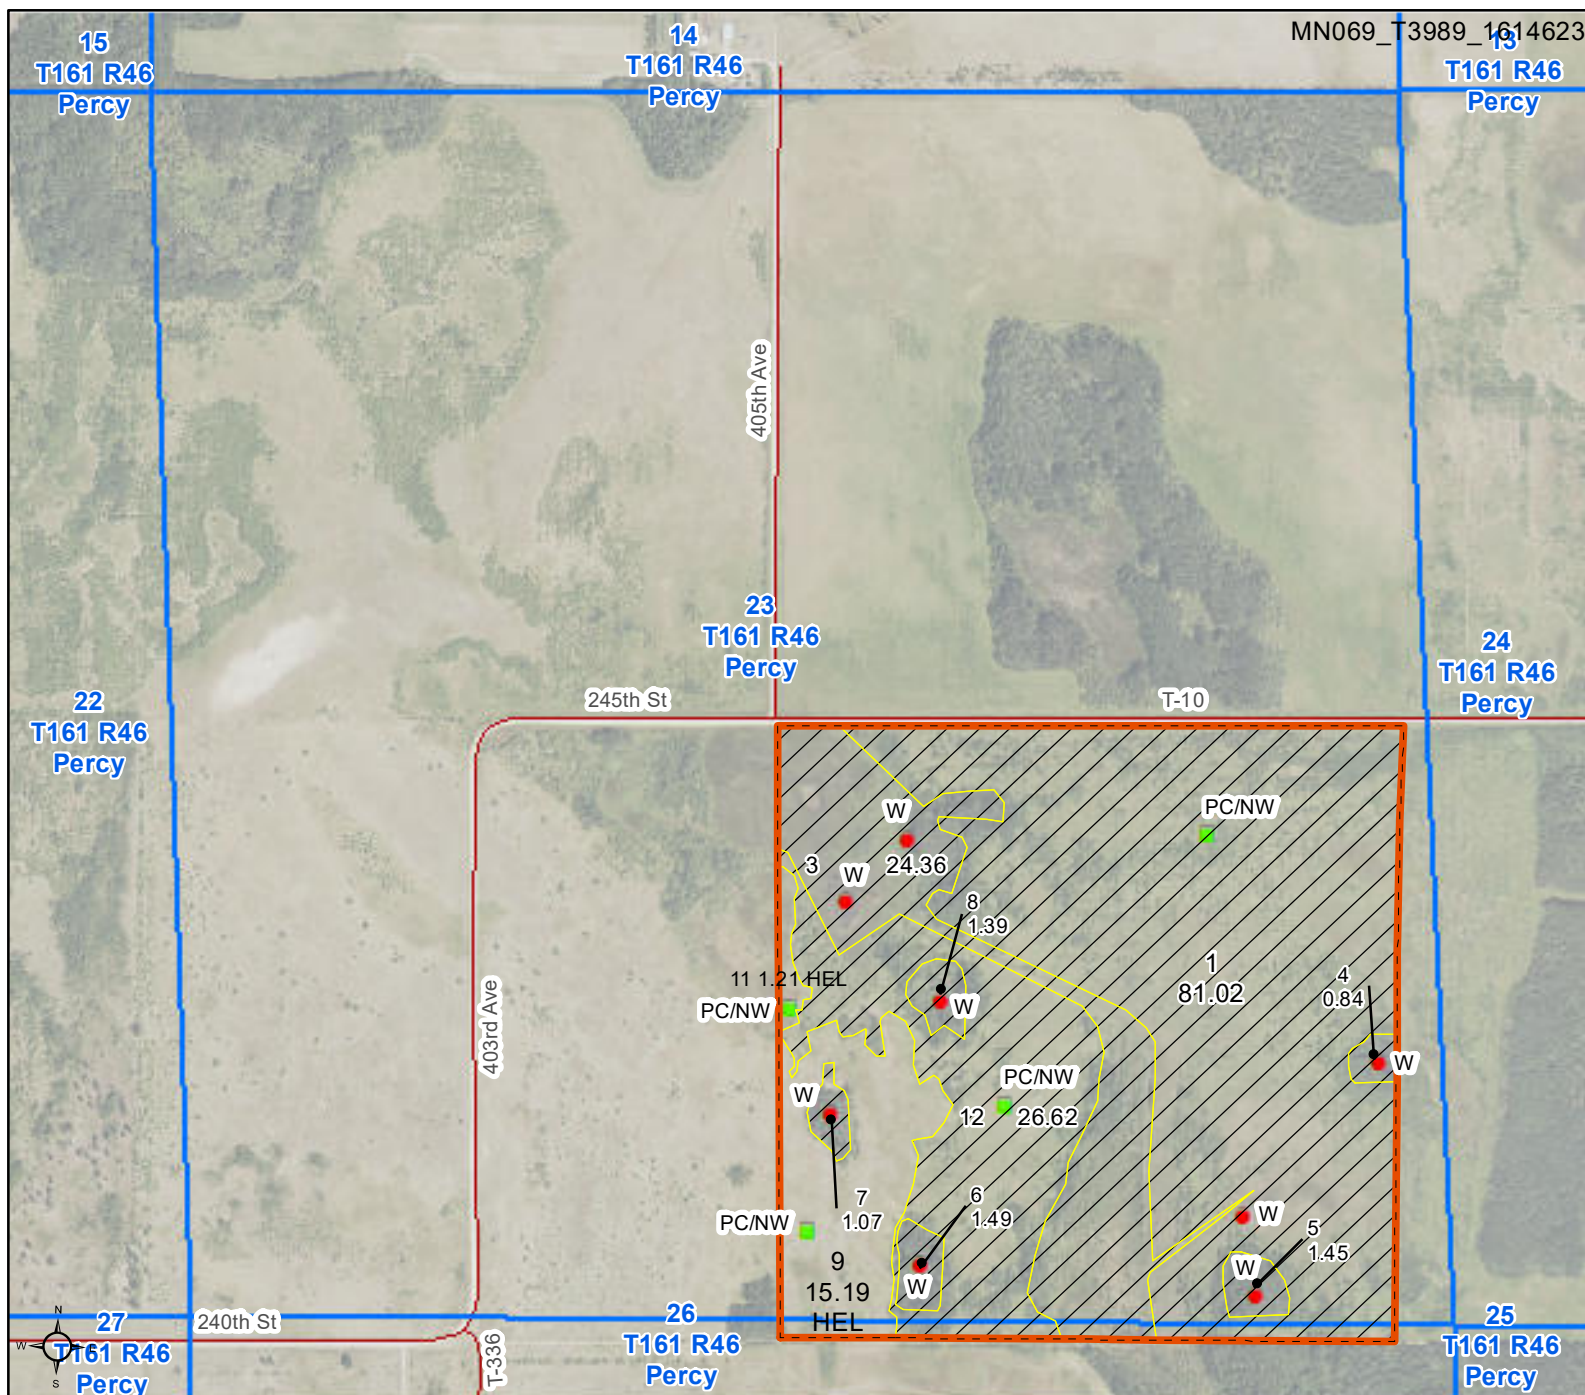 MN069_T3989_1614623
15
T161 R46
Percy
14
T161 R46
Percy
13
T161 R46
Percy
405th Ave
23
T161 R46
Percy
24
T161 R46
Percy
22
T161 R46
Percy
245th St
T-10
W
PC/NW
3
24.36
W
8
1.39
11 1.21 HEL
PC/NW
W
1
81.02
4
0.84
W
403rd Ave
W
PC/NW
12
26.62
7
1.07
6
1.49
W
PC/NW
5
1.45
W
W
9
15.19
HEL
240th St
27
T161 R46
Percy
26
T161 R46
Percy
25
T161 R46
Percy
T-336
N
W
E
S